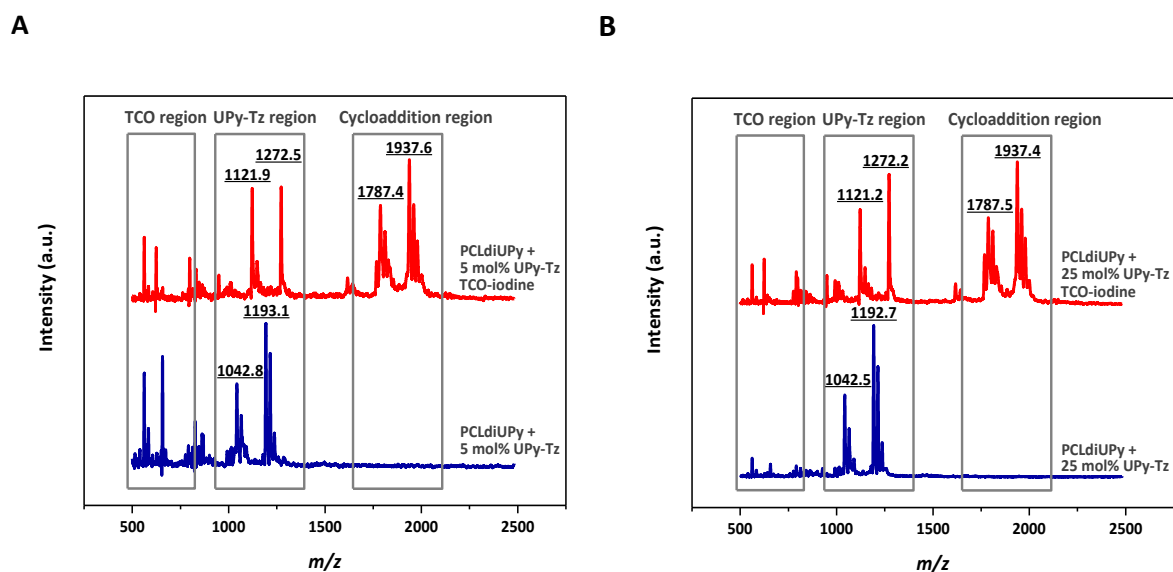 A
TCO region UPy-Tz region Cycloaddition region
1937.6
1272.5
1121.9
1787.4
PCLdiUPy +
5 mol% UPy-Tz
TCO-iodine
1193.1
1042.8
PCLdiUPy +
5 mol% UPy-Tz
Intensity (a.u.)
500 1000 1500 2000 2500
m/z
B
TCO region UPy-Tz region Cycloaddition region
1937.4
1272.2
1121.2
1787.5
PCLdiUPy +
25 mol% UPy-Tz
TCO-iodine
1192.7
1042.5
PCLdiUPy +
25 mol% UPy-Tz
Intensity (a.u.)
500 1000 1500 2000 2500
m/z